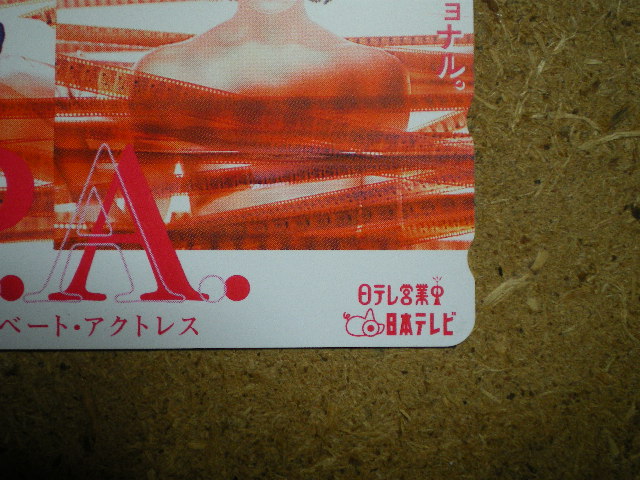 ョナル。
P.A.
ベート・アクトレス
日テレ営業中
日本テレビ